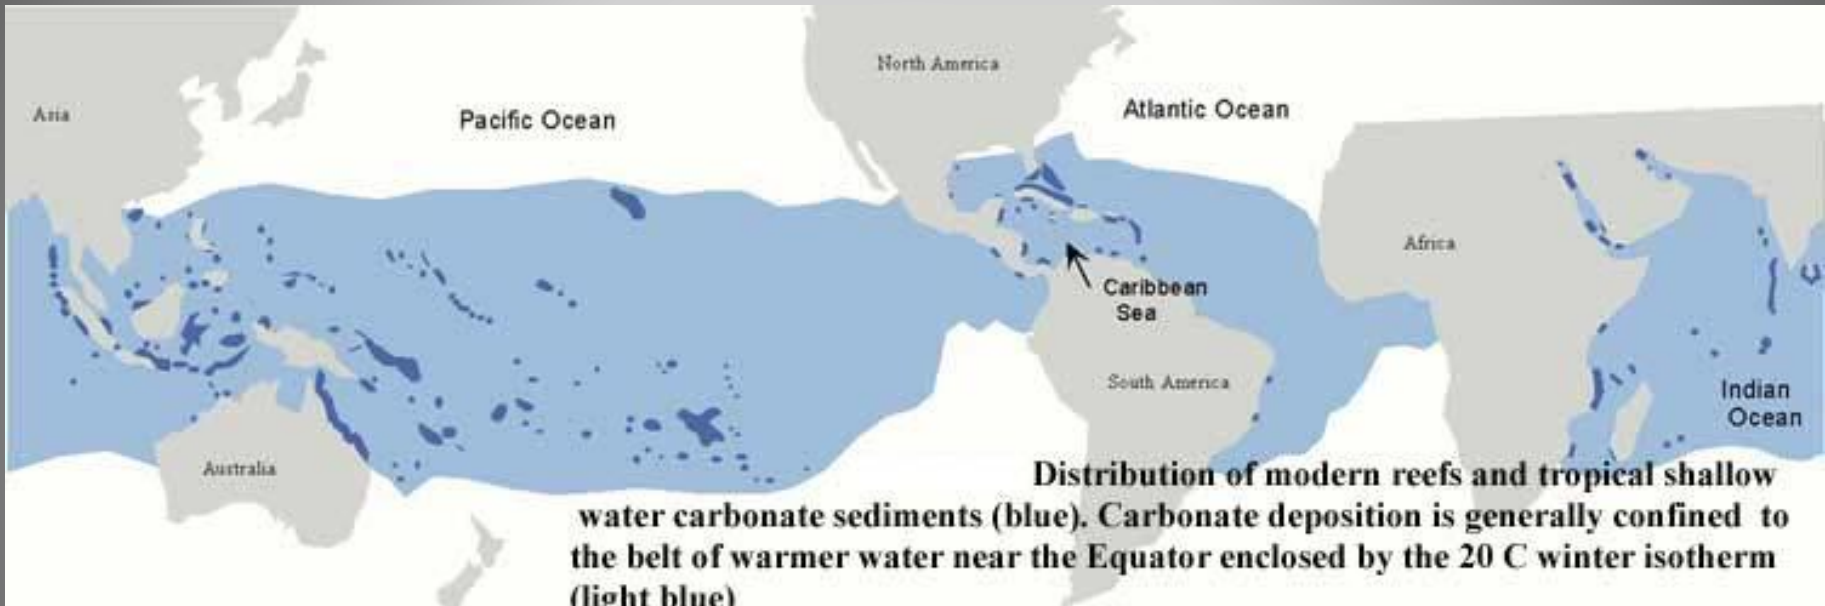 North America
Atlantic Ocean
Asia
Pacific Ocean
Africa
Caribbean
Sea
South America
Indian
Ocean
Australia
Distribution of modern reefs and tropical shallow
water carbonate sediments (blue). Carbonate deposition is generally confined to
the belt of warmer water near the Equator enclosed by the 20 C winter isotherm
(light blue)